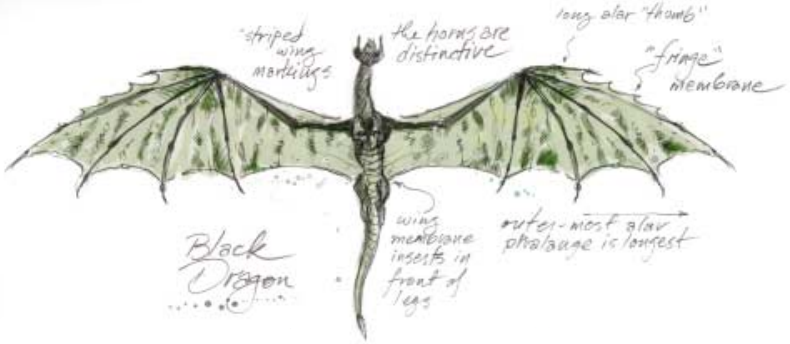 "striped
wing
markings
the horns are
distinctive
long alar "thumb"
"fringe"
membrane
Black
Dragon
wing
membrane
inserts in
front of
legs
outer-most alar
phalange is longest